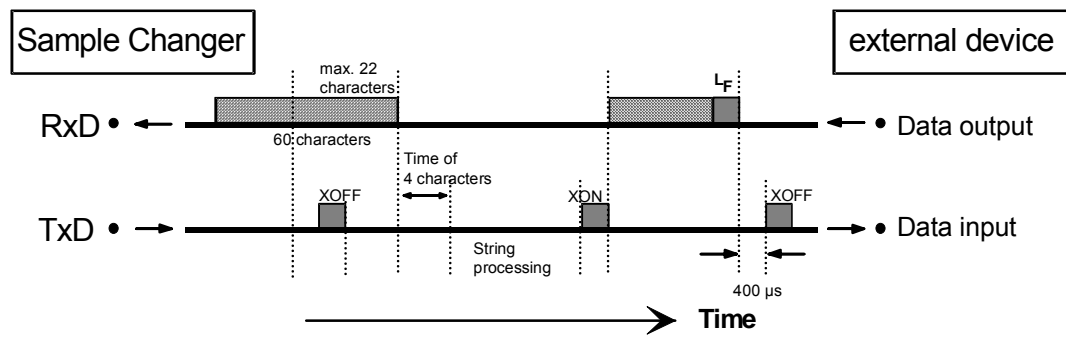 Sample Changer
external device
max. 22
characters
LF
RxD
Data output
60 characters
Time of
4 characters
XOFF
XON
XOFF
TxD
Data input
String
processing
400 µs
Time